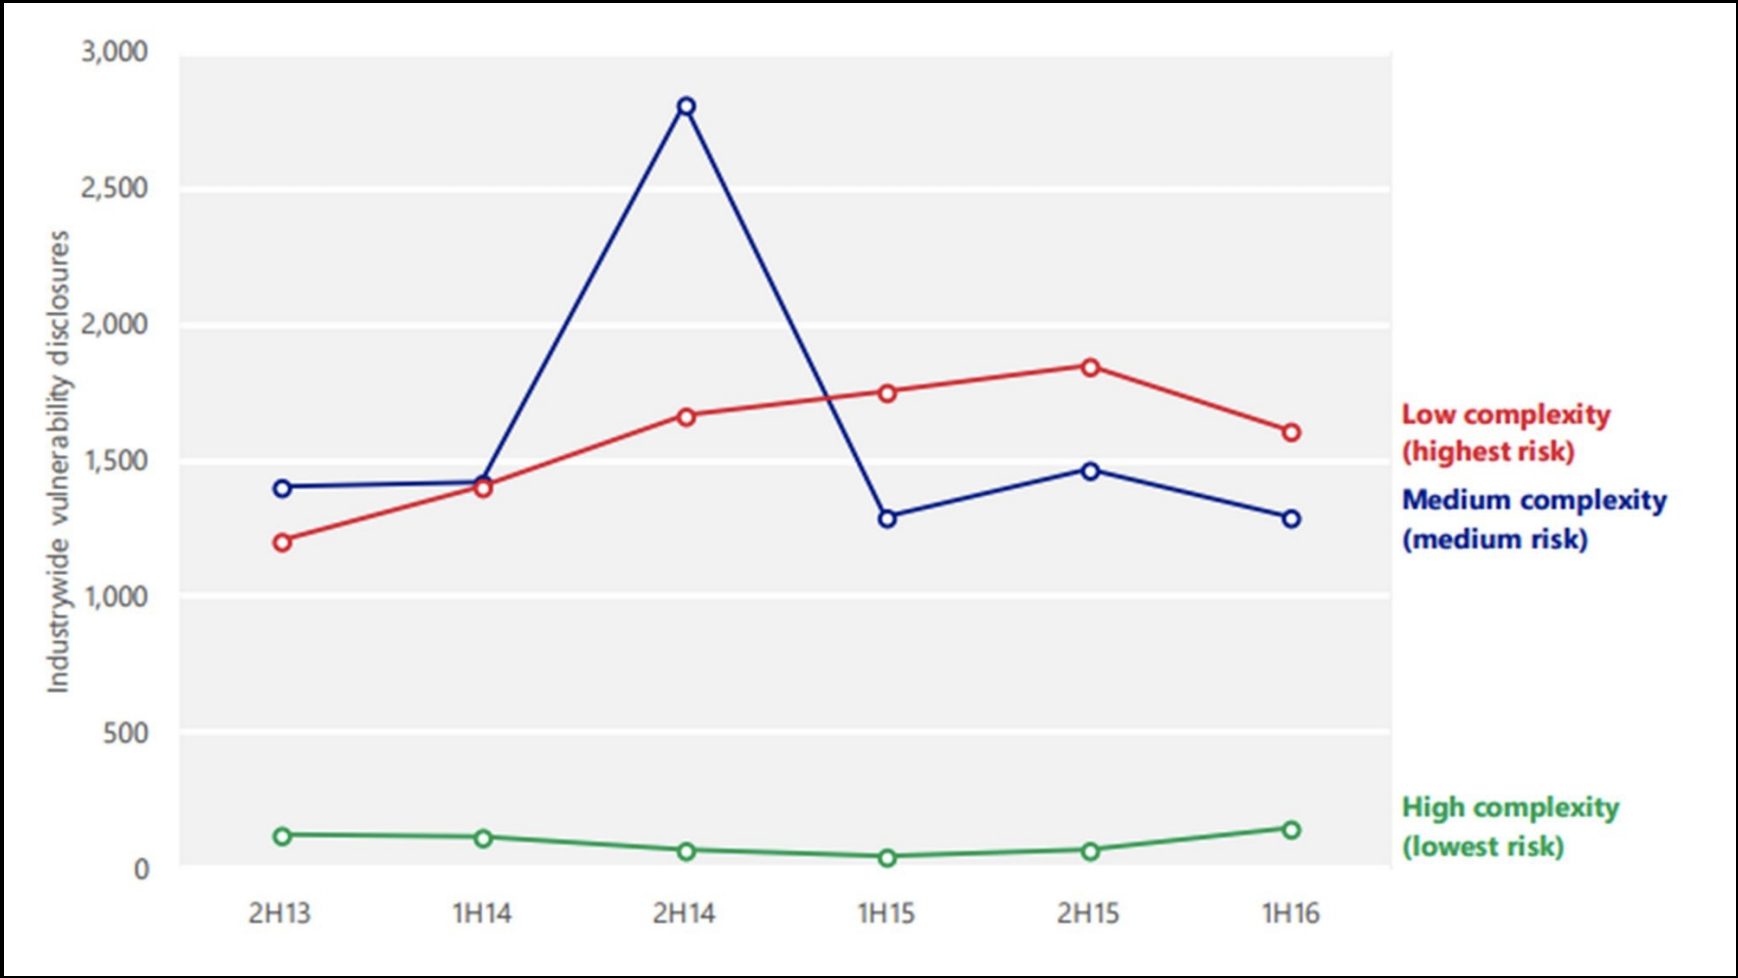 3,000
2,500
2,000
1,500
1,000
500
0
Industrywide vulnerability disclosures
2H13
1H14
2H14
1H15
2H15
1H16
Low complexity
(highest risk)
Medium complexity
(medium risk)
High complexity
(lowest risk)